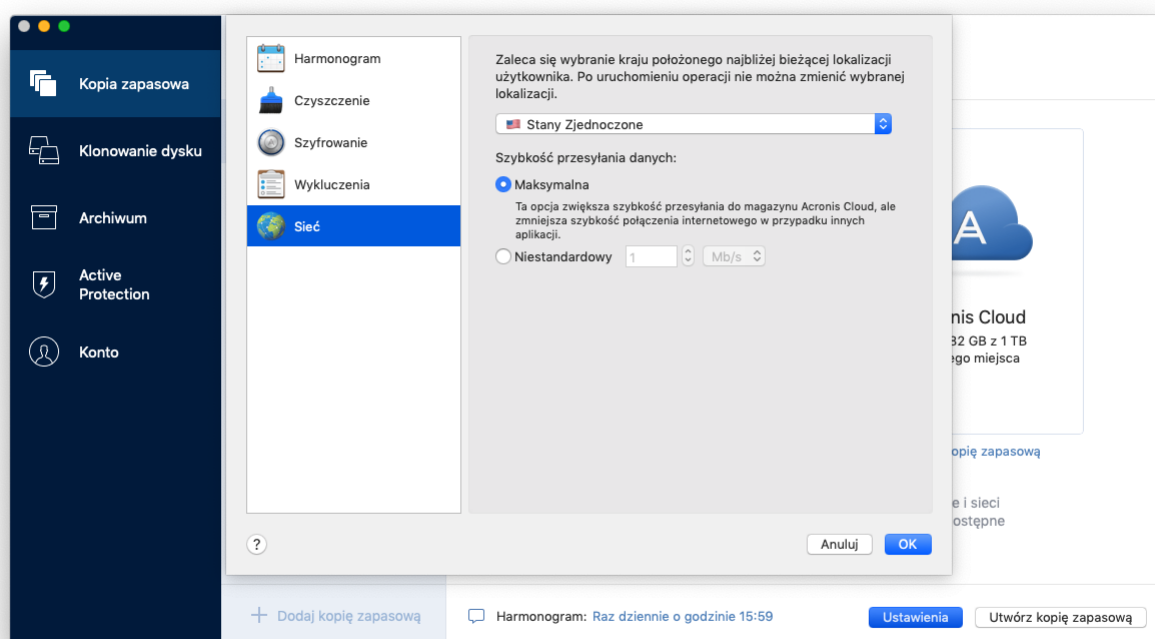 Kopia zapasowa
Klonowanie dysku
Archiwum
Active
Protection
Konto
Harmonogram
Czyszczenie
Szyfrowanie
Wykluczenia
Sieć
Zaleca się wybranie kraju położonego najbliżej bieżącej lokalizacji
użytkownika. Po uruchomieniu operacji nie można zmienić wybranej
lokalizacji.
Stany Zjednoczone
Szybkość przesyłania danych:
Maksymalna
Ta opcja zwiększa szybkość przesyłania do magazynu Acronis Cloud, ale
zmniejsza szybkość połączenia internetowego w przypadku innych
aplikacji.
Niestandardowy 1 Mb/s
?
Anuluj
OK
A
nis Cloud
82 GB z 1 TB
ego miejsca
opię zapasową
e i sieci
ostępne
Dodaj kopię zapasową
Harmonogram: Raz dziennie o godzinie 15:59
Ustawienia
Utwórz kopię zapasową